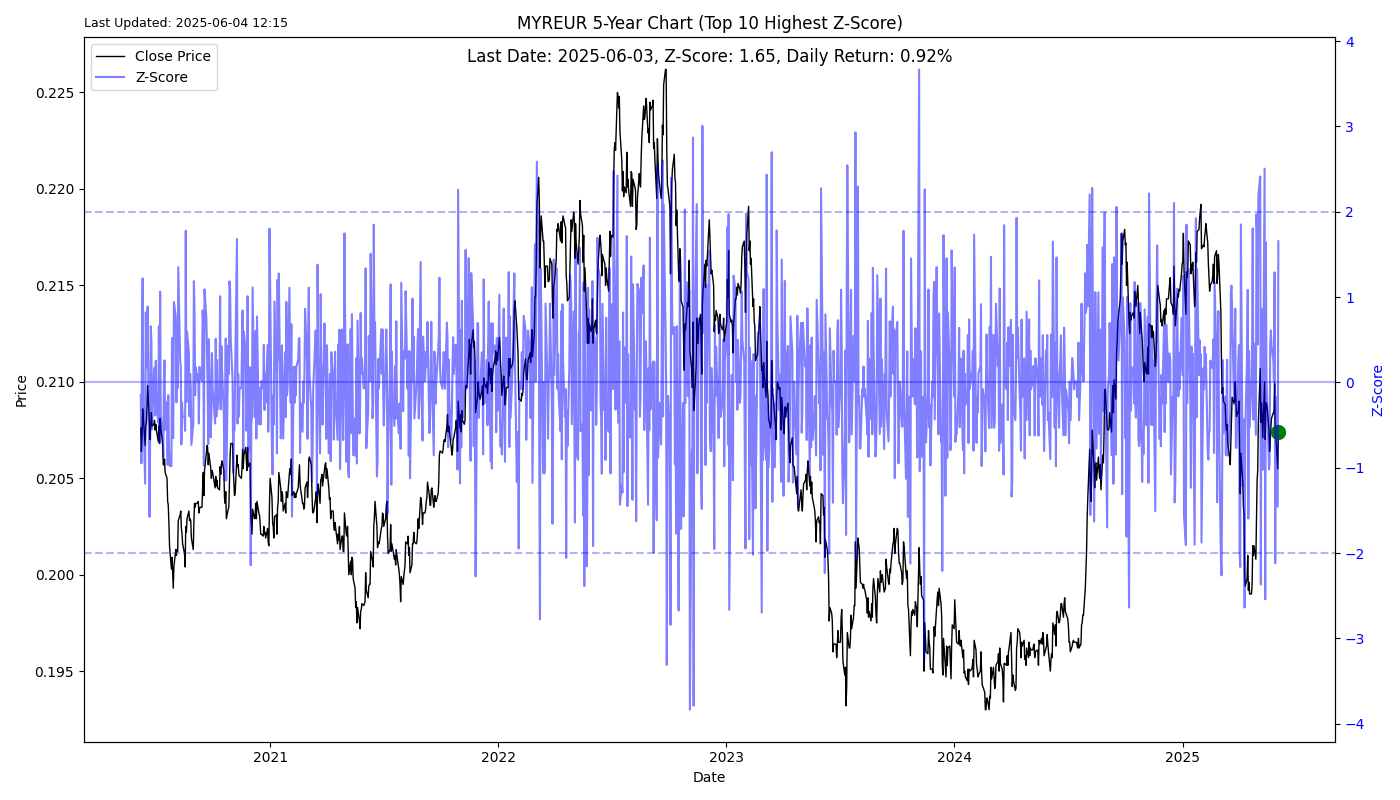 Last Updated: 2025-06-04 12:15
MYREUR 5-Year Chart (Top 10 Highest Z-Score)
Last Date: 2025-06-03, Z-Score: 1.65, Daily Return: 0.92%
Close Price
Z-Score
Price
0.225
0.220
0.215
0.210
0.205
0.200
0.195
4
3
2
1
0
−1
−2
−3
−4
Z-Score
2021
2022
2023
2024
2025
Date